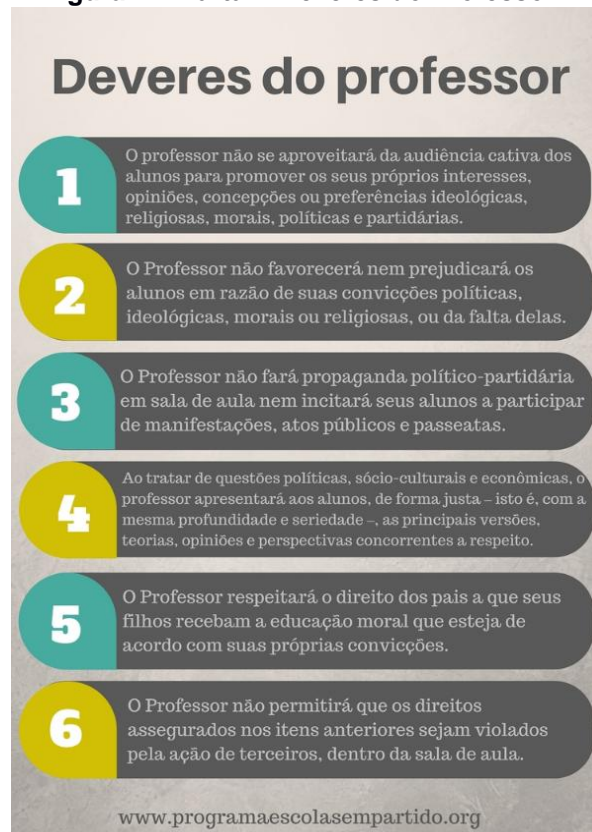 Deveres do professor
1
O professor não se aproveitará da audiência cativa dos
alunos para promover os seus próprios interesses,
opiniões, concepções ou preferências ideológicas,
religiosas, morais, políticas e partidárias.
2
O Professor não favorecerá nem prejudicará os
alunos em razão de suas convicções políticas,
ideológicas, morais ou religiosas, ou da falta delas.
3
O Professor não fará propaganda político-partidária
em sala de aula nem incitará seus alunos a participar
de manifestações, atos públicos e passeatas.
4
Ao tratar de questões políticas, sócio-culturais e econômicas, o
professor apresentará aos alunos, de forma justa – isto é, com a
mesma profundidade e seriedade –, as principais versões,
teorias, opiniões e perspectivas concorrentes a respeito.
5
O Professor respeitará o direito dos pais a que seus
filhos recebam a educação moral que esteja de
acordo com suas próprias convicções.
6
O Professor não permitirá que os direitos
assegurados nos itens anteriores sejam violados
pela ação de terceiros, dentro da sala de aula.
www.programaescolasempartido.org